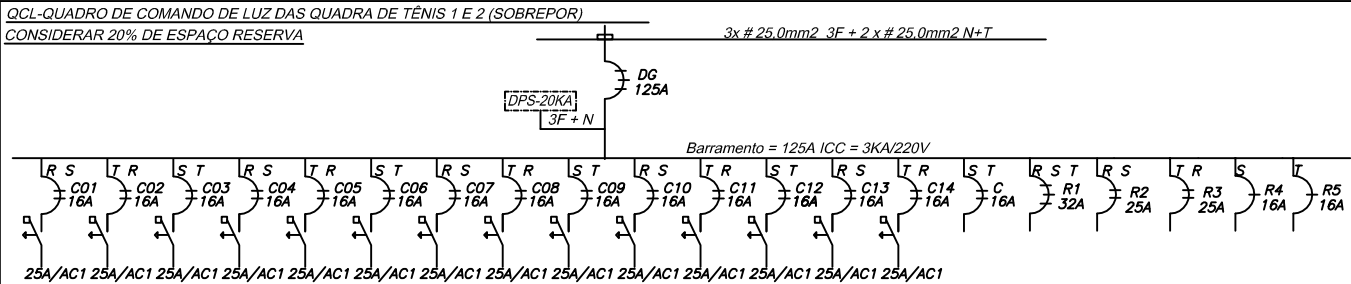 QCL-QUADRO DE COMANDO DE LUZ DAS QUADRA DE TÊNIS 1 E 2 (SOBREPOR)
CONSIDERAR 20% DE ESPAÇO RESERVA
3x # 25,0mm2 3F + 2 x # 25,0mm2 N+T
DG
125A
DPS-20KA
3F + N
Barramento = 125A ICC = 3KA/220V
R S T R S T R S T R S T R S T R S T R S T R S T R S T R S T R S T R S T R S
C01 C02 C03 C04 C05 C06 C07 C08 C09 C10 C11 C12 C13 C14 C R1 R2 R3 R4 R5
16A 16A 16A 16A 16A 16A 16A 16A 16A 16A 16A 16A 16A 16A 16A 32A 25A 25A 16A 16A
25A/AC1 25A/AC1 25A/AC1 25A/AC1 25A/AC1 25A/AC1 25A/AC1 25A/AC1 25A/AC1 25A/AC1 25A/AC1 25A/AC1 25A/AC1 25A/AC1